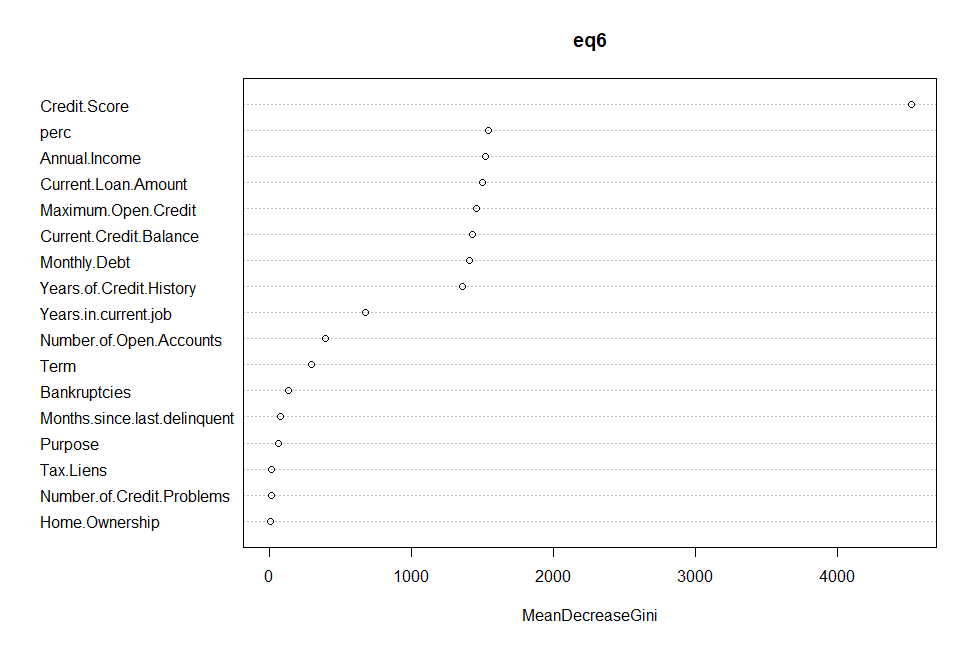 eq6
Credit.Score
perc
Annual.Income
Current.Loan.Amount
Maximum.Open.Credit
Current.Credit.Balance
Monthly.Debt
Years.of.Credit.History
Years.in.current.job
Number.of.Open.Accounts
Term
Bankruptcies
Months.since.last.delinquent
Purpose
Tax.Liens
Number.of.Credit.Problems
Home.Ownership
0 1000 2000 3000 4000
MeanDecreaseGini